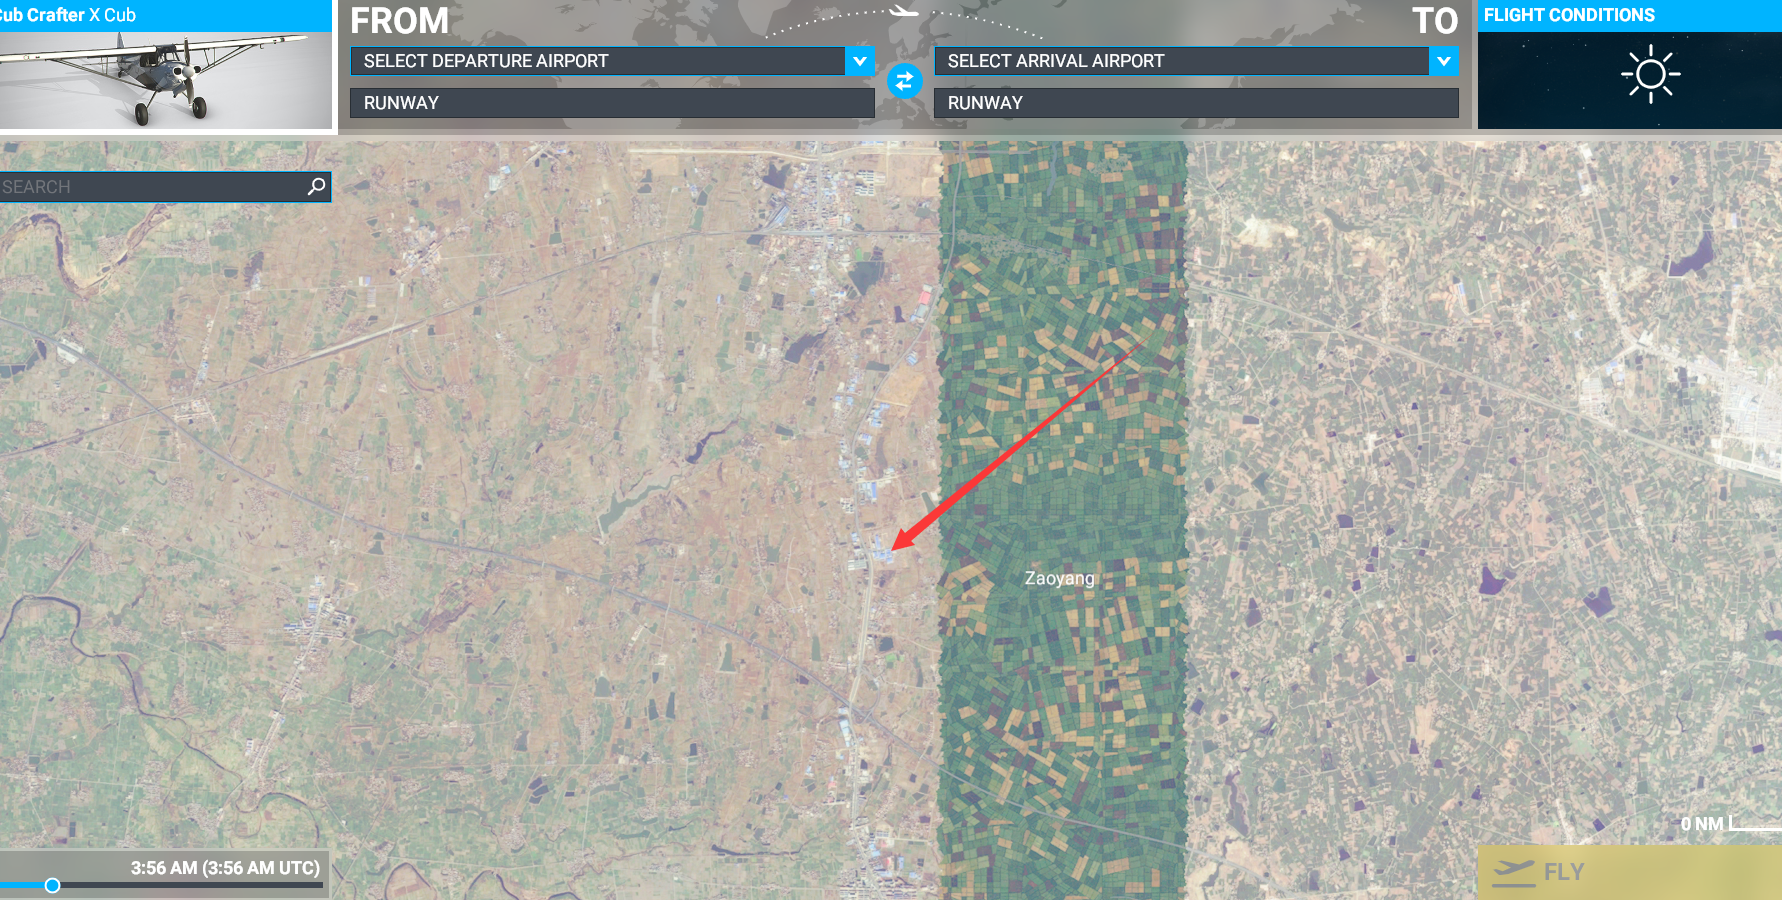 Cub Crafter X Cub
FROM
TO
FLIGHT CONDITIONS
SELECT DEPARTURE AIRPORT
SELECT ARRIVAL AIRPORT
RUNWAY
RUNWAY
SEARCH
Zaoyang
0 NM
3:56 AM (3:56 AM UTC)
FLY